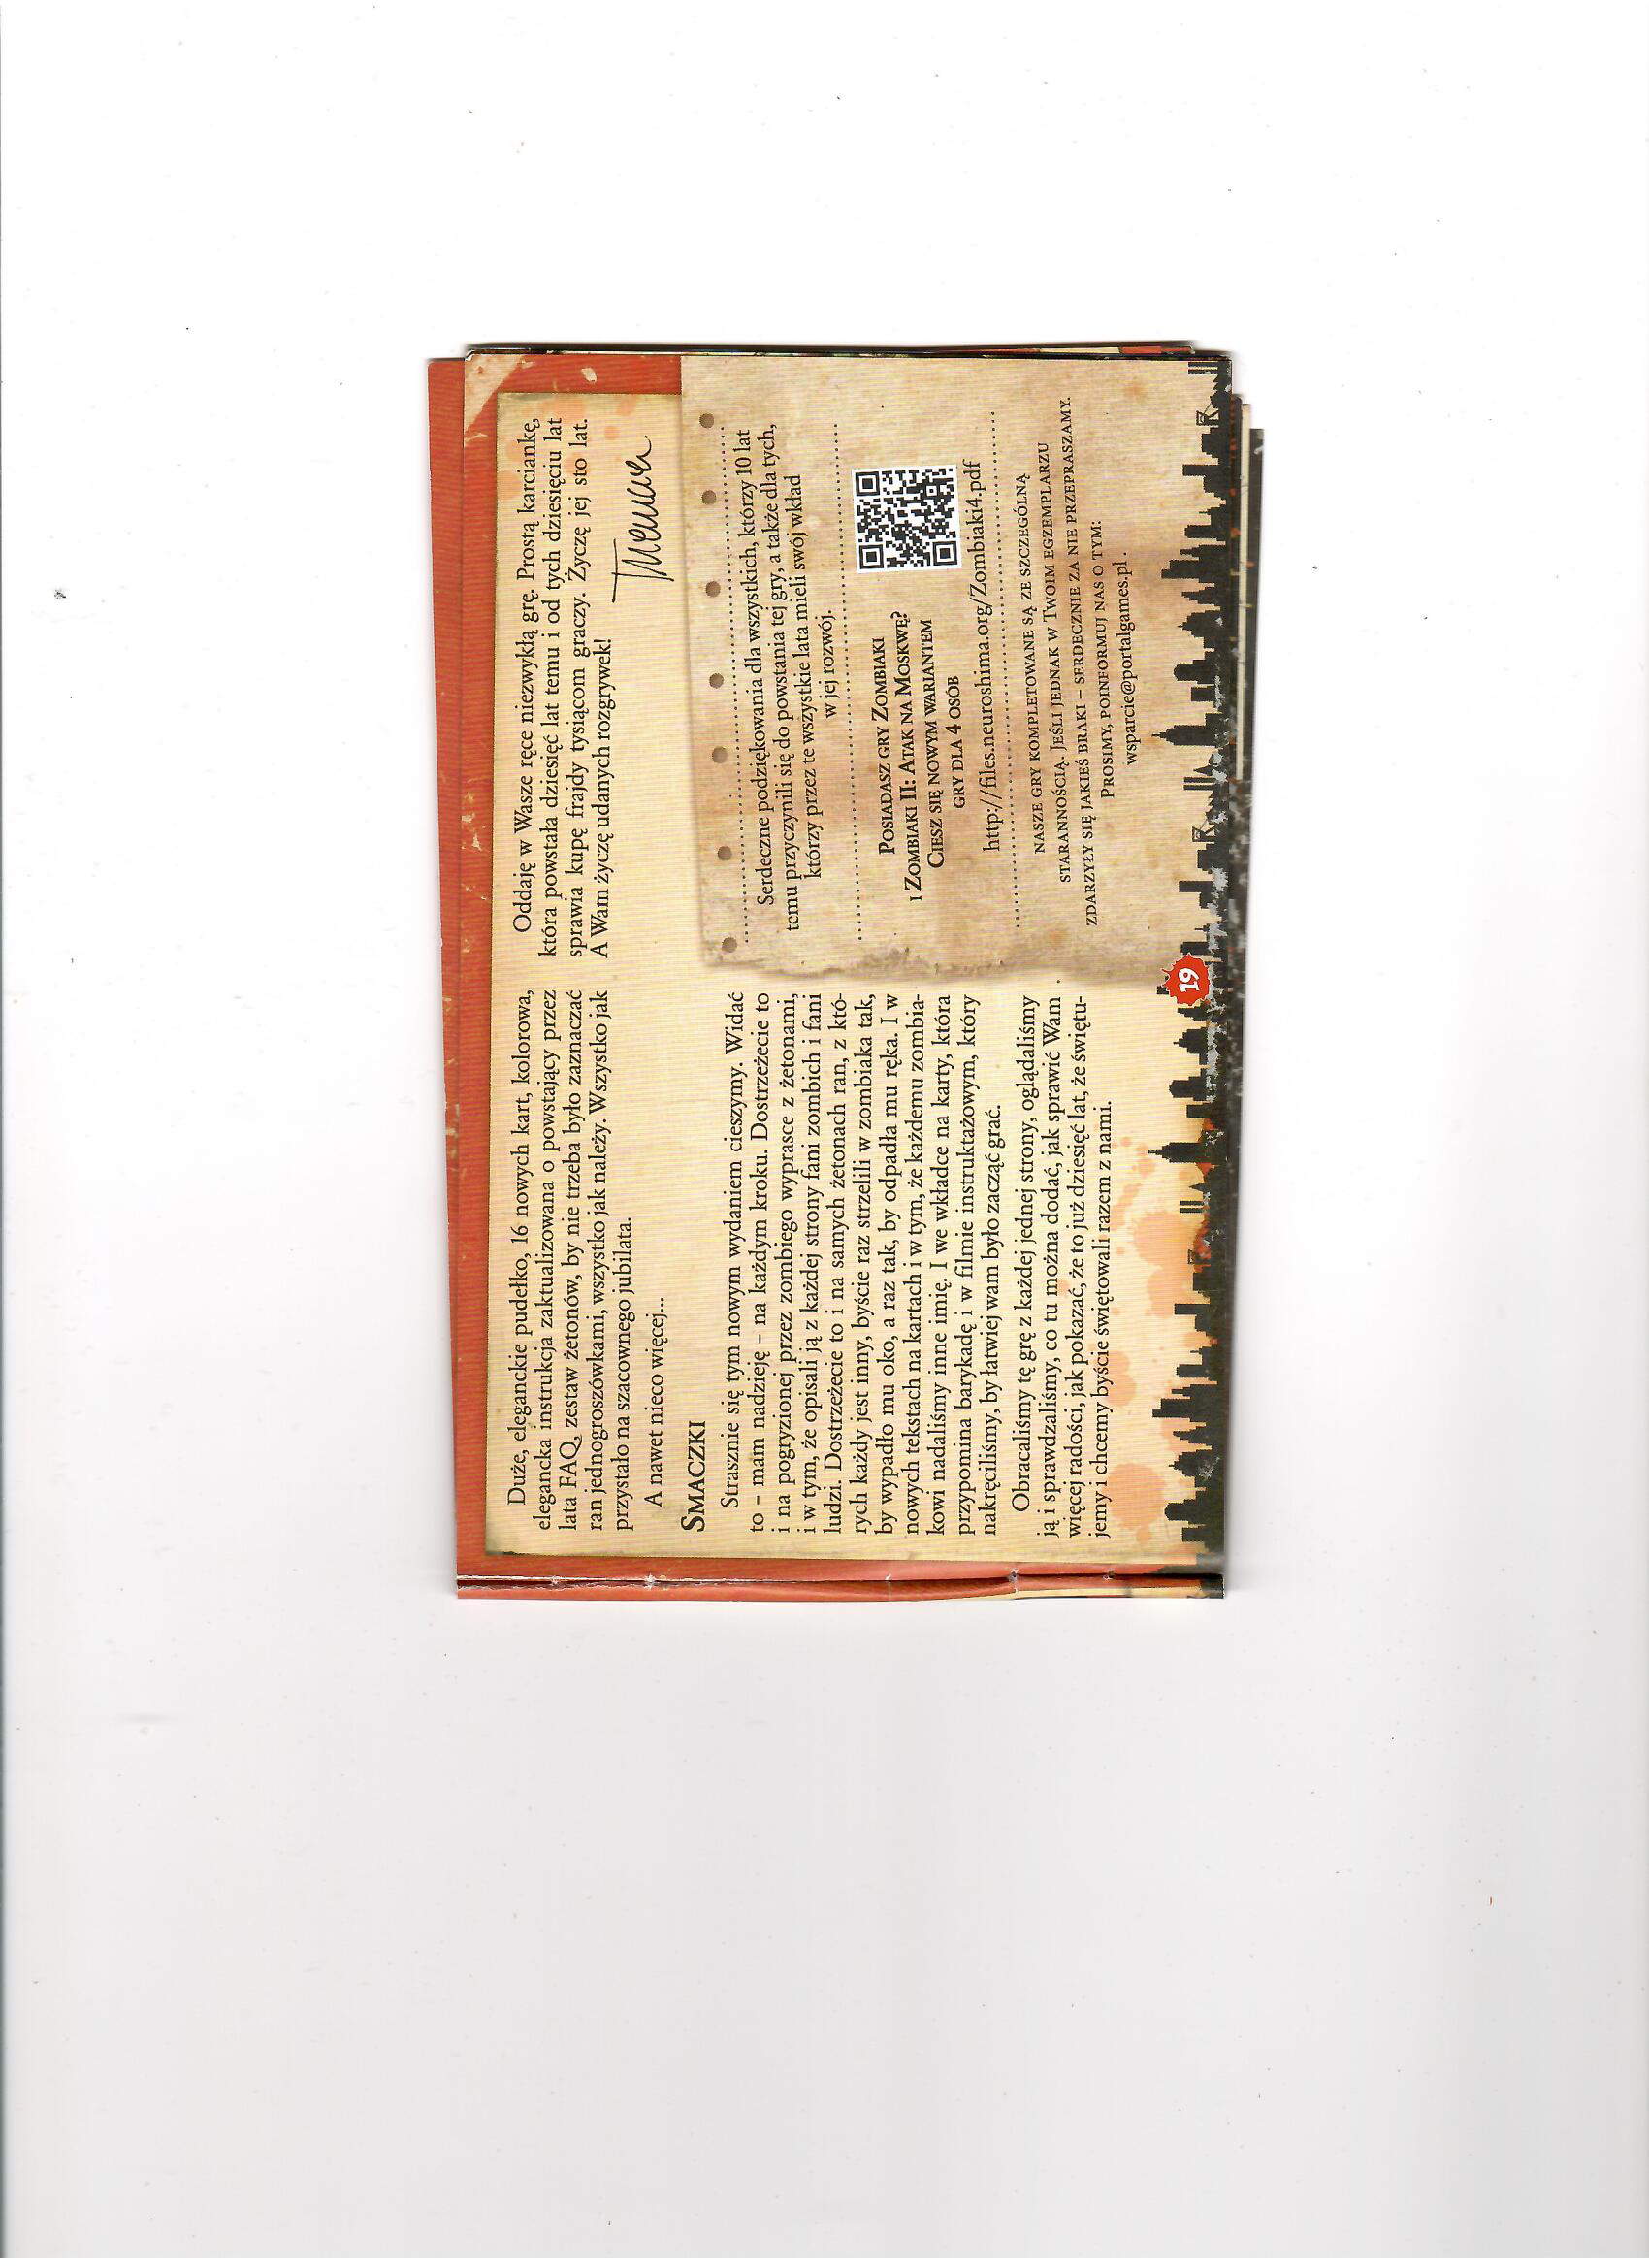 Duże, eleganckie pudełko, 16 nowych kart, kolorowa,
elegancka instrukcja zaktualizowana o powstający przez
lata FAQ, zestaw żetonów, by nie trzeba było zaznaczać
ran jednogroszówkami, wszystko jak należy. Wszystko jak
przystało na szacownego jubilata.
A nawet nieco więcej...
SMACZKI
Strasznie się tym nowym wydaniem cieszymy. Widać
to – mam nadzieję – na każdym kroku. Dostrzeżecie to
i na pogryzionej przez zombiego wyprasce z żetonami,
i w tym, że opisali ją z każdej strony fani zombich i fani
ludzi. Dostrzeżecie to i na samych żetonach ran, z któ-
rych każdy jest inny, byście raz strzelili w zombiaka tak,
by wypadło mu oko, a raz tak, by odpadła mu ręka. I w
nowych tekstach na kartach i w tym, że każdemu zombia-
kowi nadaliśmy inne imię. I we wkładce na karty, która
przypomina barykadę i w filmie instruktażowym, który
nakręciliśmy, by łatwiej wam było zacząć grać.
Obracaliśmy tę grę z każdej jednej strony, oglądaliśmy
ją i sprawdzaliśmy, co tu można dodać, jak sprawić Wam
więcej radości, jak pokazać, że to już dziesięć lat, że świętu-
jemy i chcemy byście świętowali razem z nami.
Oddaję w Wasze ręce niezwykłą grę. Prostą karciankę,
która powstała dziesięć lat temu i od tych dziesięciu lat
sprawia kupę frajdy tysiącom graczy. Życzę jej sto lat.
A Wam życzę udanych rozgrywek!
Serdeczne podziękowania dla wszystkich, którzy 10 lat
temu przyczynili się do powstania tej gry, a także dla tych,
którzy przez te wszystkie lata mieli swój wkład
w jej rozwój.
POSIADASZ GRY ZOMBIAKI
I ZOMBIAKI II: ATAK NA MOSKWĘ?
CIESZ SIĘ NOWYM WARIANTEM
GRY DLA 4 OSÓB
http://files.neuroshima.org/Zombiaki4.pdf
NASZE GRY KOMPLETOWANE SĄ ZE SZCZEGÓLNĄ
STARANNOŚCIĄ. JEŚLI JEDNAK W TWOIM EGZEMPLARZU
ZDARZYŁY SIĘ JAKIEŚ BRAKI – SERDECZNIE ZA NIE PRZEPRASZAMY.
PROSIMY, POINFORMUJ NAS O TYM:
wsparcie@portalgames.pl.
19